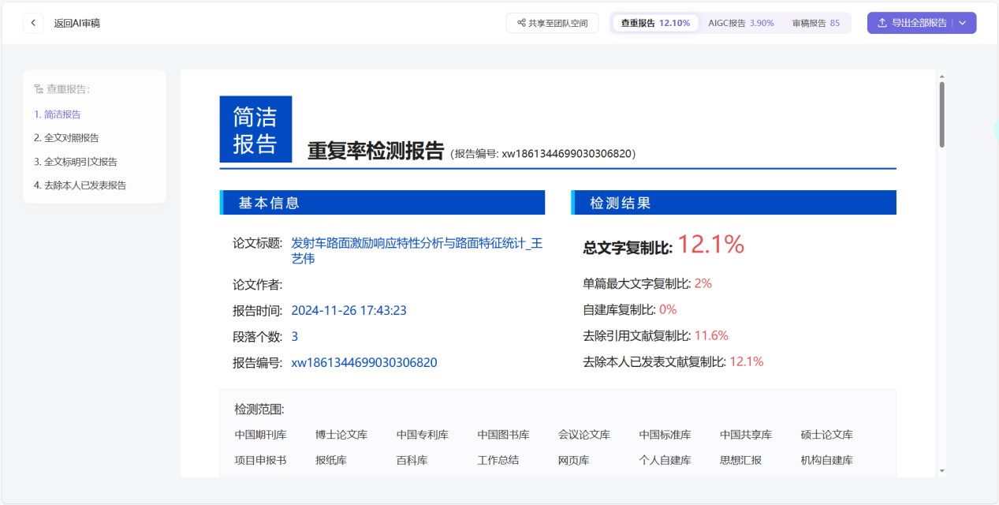 返回AI审稿
共享至团队空间
查重报告 12.10%
AIGC报告 3.90%
审稿报告 85
导出全部报告
查重报告:
1. 简洁报告
2. 全文对照报告
3. 全文标明引文报告
4. 去除本人已发表报告
简洁
报告
重复率检测报告 (报告编号: xw1861344699030306820)
基本信息
论文标题: 发射车路面激励响应特性分析与路面特征统计_王
艺伟
论文作者:
报告时间: 2024-11-26 17:43:23
段落个数: 3
报告编号: xw1861344699030306820
检测结果
总文字复制比: 12.1%
单篇最大文字复制比: 2%
自建库复制比: 0%
去除引用文献复制比: 11.6%
去除本人已发表文献复制比: 12.1%
检测范围:
中国期刊库 博士论文库 中国专利库 中国图书库 会议论文库 中国标准库 中国共享库 硕士论文库
项目申报书 报纸库 百科库 工作总结 网页库 个人自建库 思想汇报 机构自建库